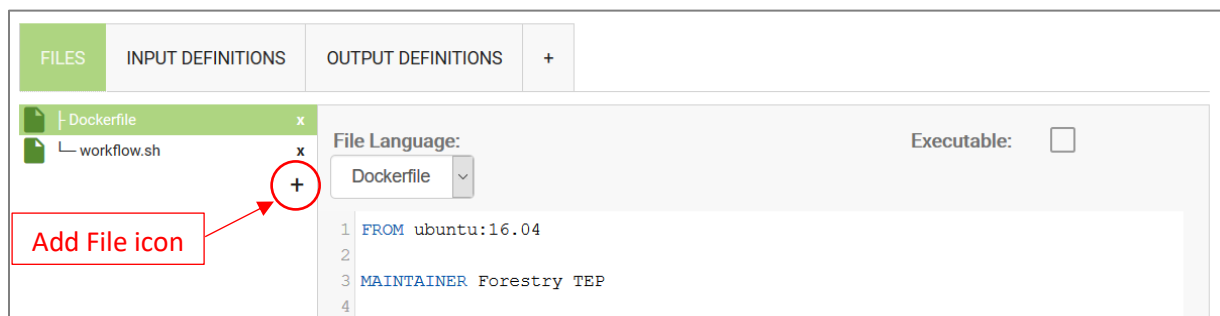 FILES INPUT DEFINITIONS OUTPUT DEFINITIONS +
├ Dockerfile x
└─ workflow.sh x
+
Add File icon
File Language: Executable:
Dockerfile
1 FROM ubuntu:16.04
2
3 MAINTAINER Forestry TEP
4